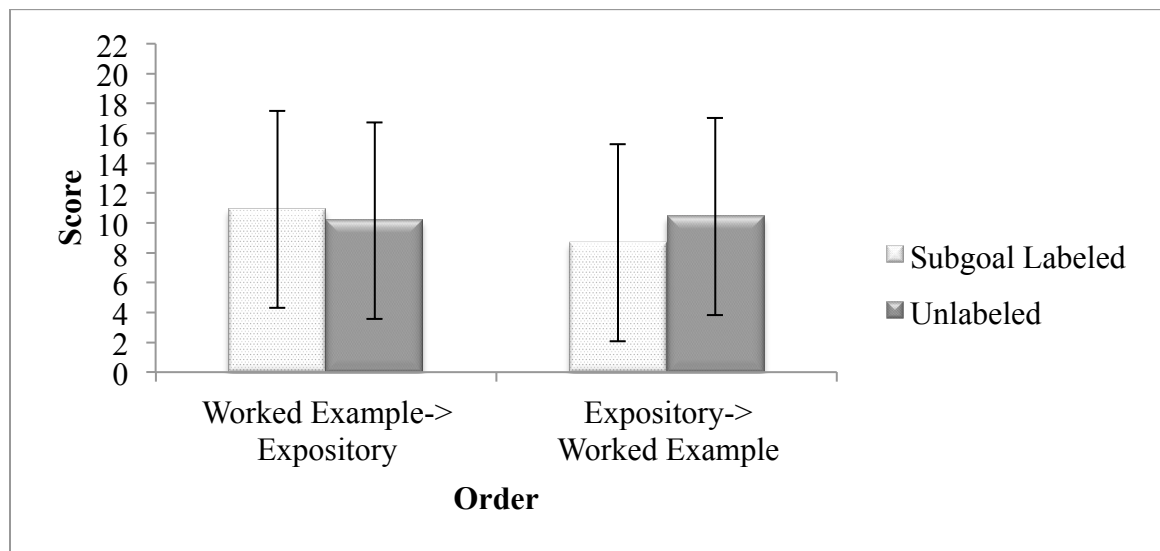 22
20
18
16
14
12
10
8
6
4
2
0
Score
Worked Example->
Expository
Expository->
Worked Example
Order
Subgoal Labeled
Unlabeled